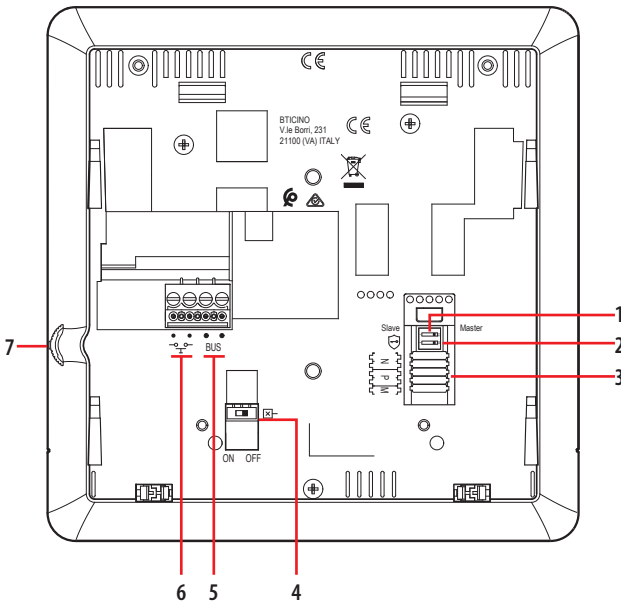 BTICINO
V.le Borri, 231
21100 (VA) ITALY
CE
CE
Slave Master
N
P
M
BUS
ON OFF
1
2
3
7
6 5 4